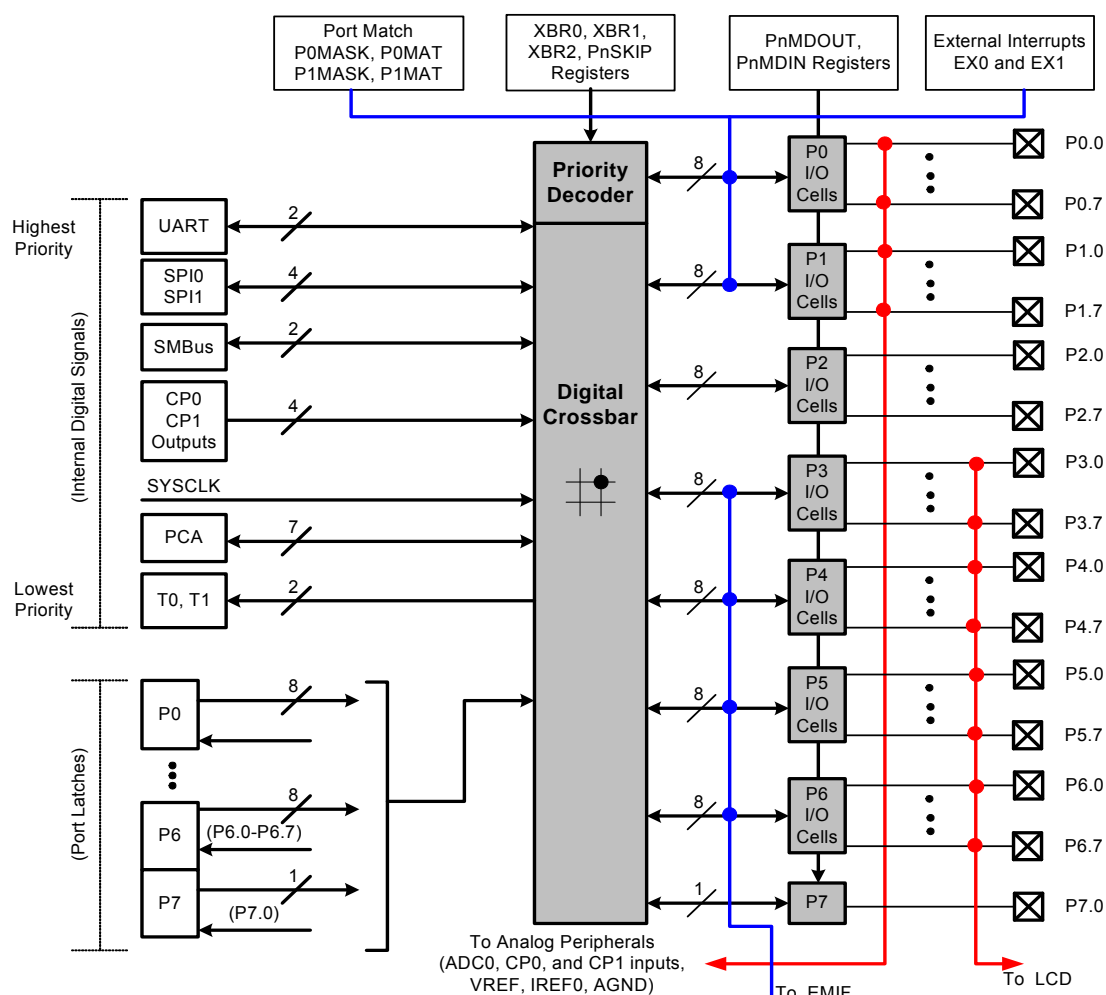 Port Match
P0MASK, P0MAT
P1MASK, P1MAT
XBR0, XBR1,
XBR2, PnSKIP
Registers
PnMDOUT,
PnMDIN Registers
External Interrupts
EX0 and EX1
Highest
Priority
Lowest
Priority
(Internal Digital Signals)
UART
2
SPI0
SPI1
4
SMBus
2
CP0
CP1
Outputs
4
SYSCLK
PCA
7
T0, T1
2
(Port Latches)
P0
8
P6
8
(P6.0-P6.7)
P7
1
(P7.0)
Priority
Decoder
Digital
Crossbar
8
P0
I/O
Cells
P0.0
P0.7
8
P1
I/O
Cells
P1.0
P1.7
8
P2
I/O
Cells
P2.0
P2.7
8
P3
I/O
Cells
P3.0
P3.7
8
P4
I/O
Cells
P4.0
P4.7
8
P5
I/O
Cells
P5.0
P5.7
8
P6
I/O
Cells
P6.0
P6.7
1
P7
P7.0
To Analog Peripherals
(ADC0, CP0, and CP1 inputs,
VREF, IREF0, AGND)
To EMIF
To LCD